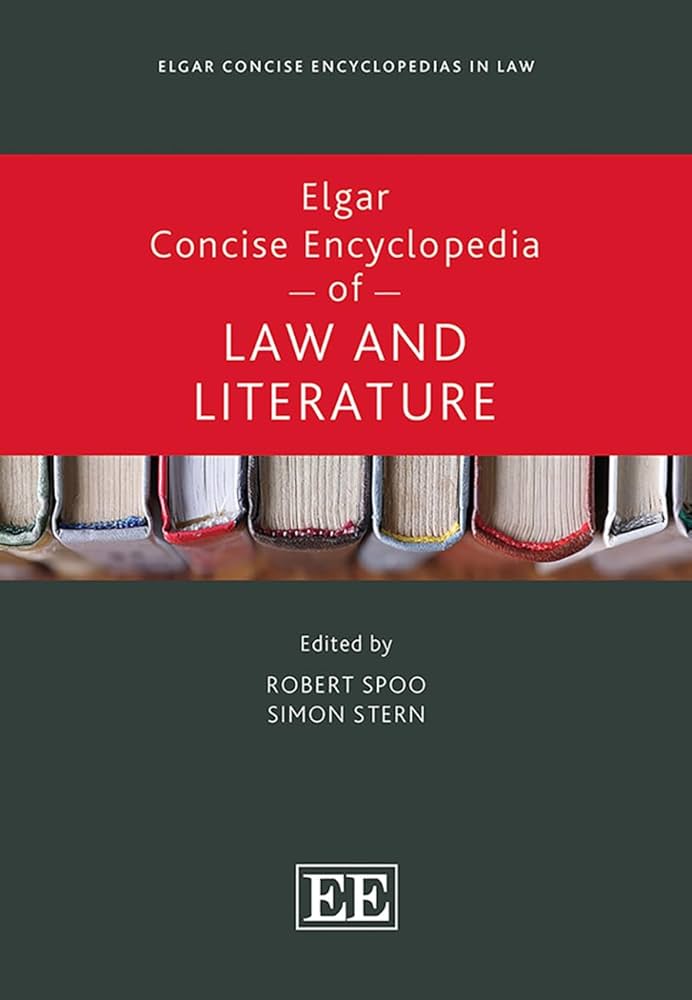 ELGAR CONCISE ENCYCLOPEDIAS IN LAW
Elgar
Concise Encyclopedia
— of —
LAW AND
LITERATURE
Edited by
ROBERT SPOO
SIMON STERN
EE